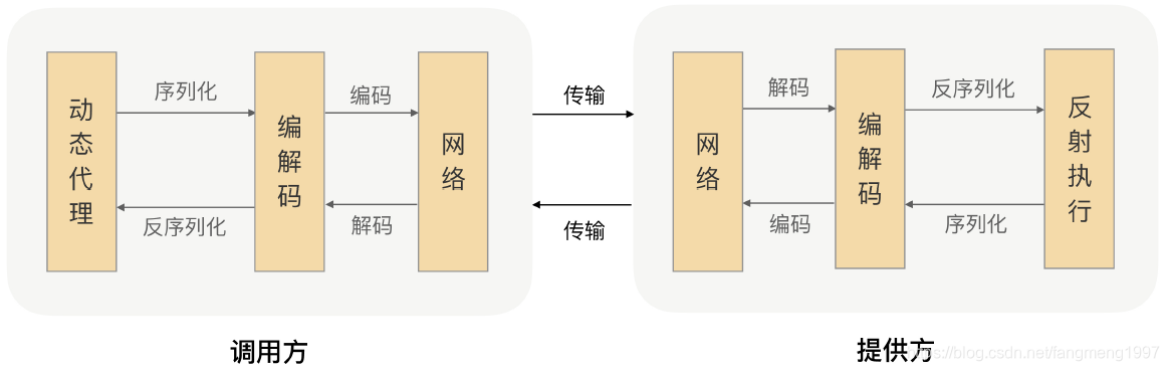 动态代理
序列化
反序列化
编解码
编码
解码
网络
传输
传输
网络
解码
编码
编解码
反序列化
序列化
反射执行
调用方
提供方
https://blog.csdn.net/fangmeng1997